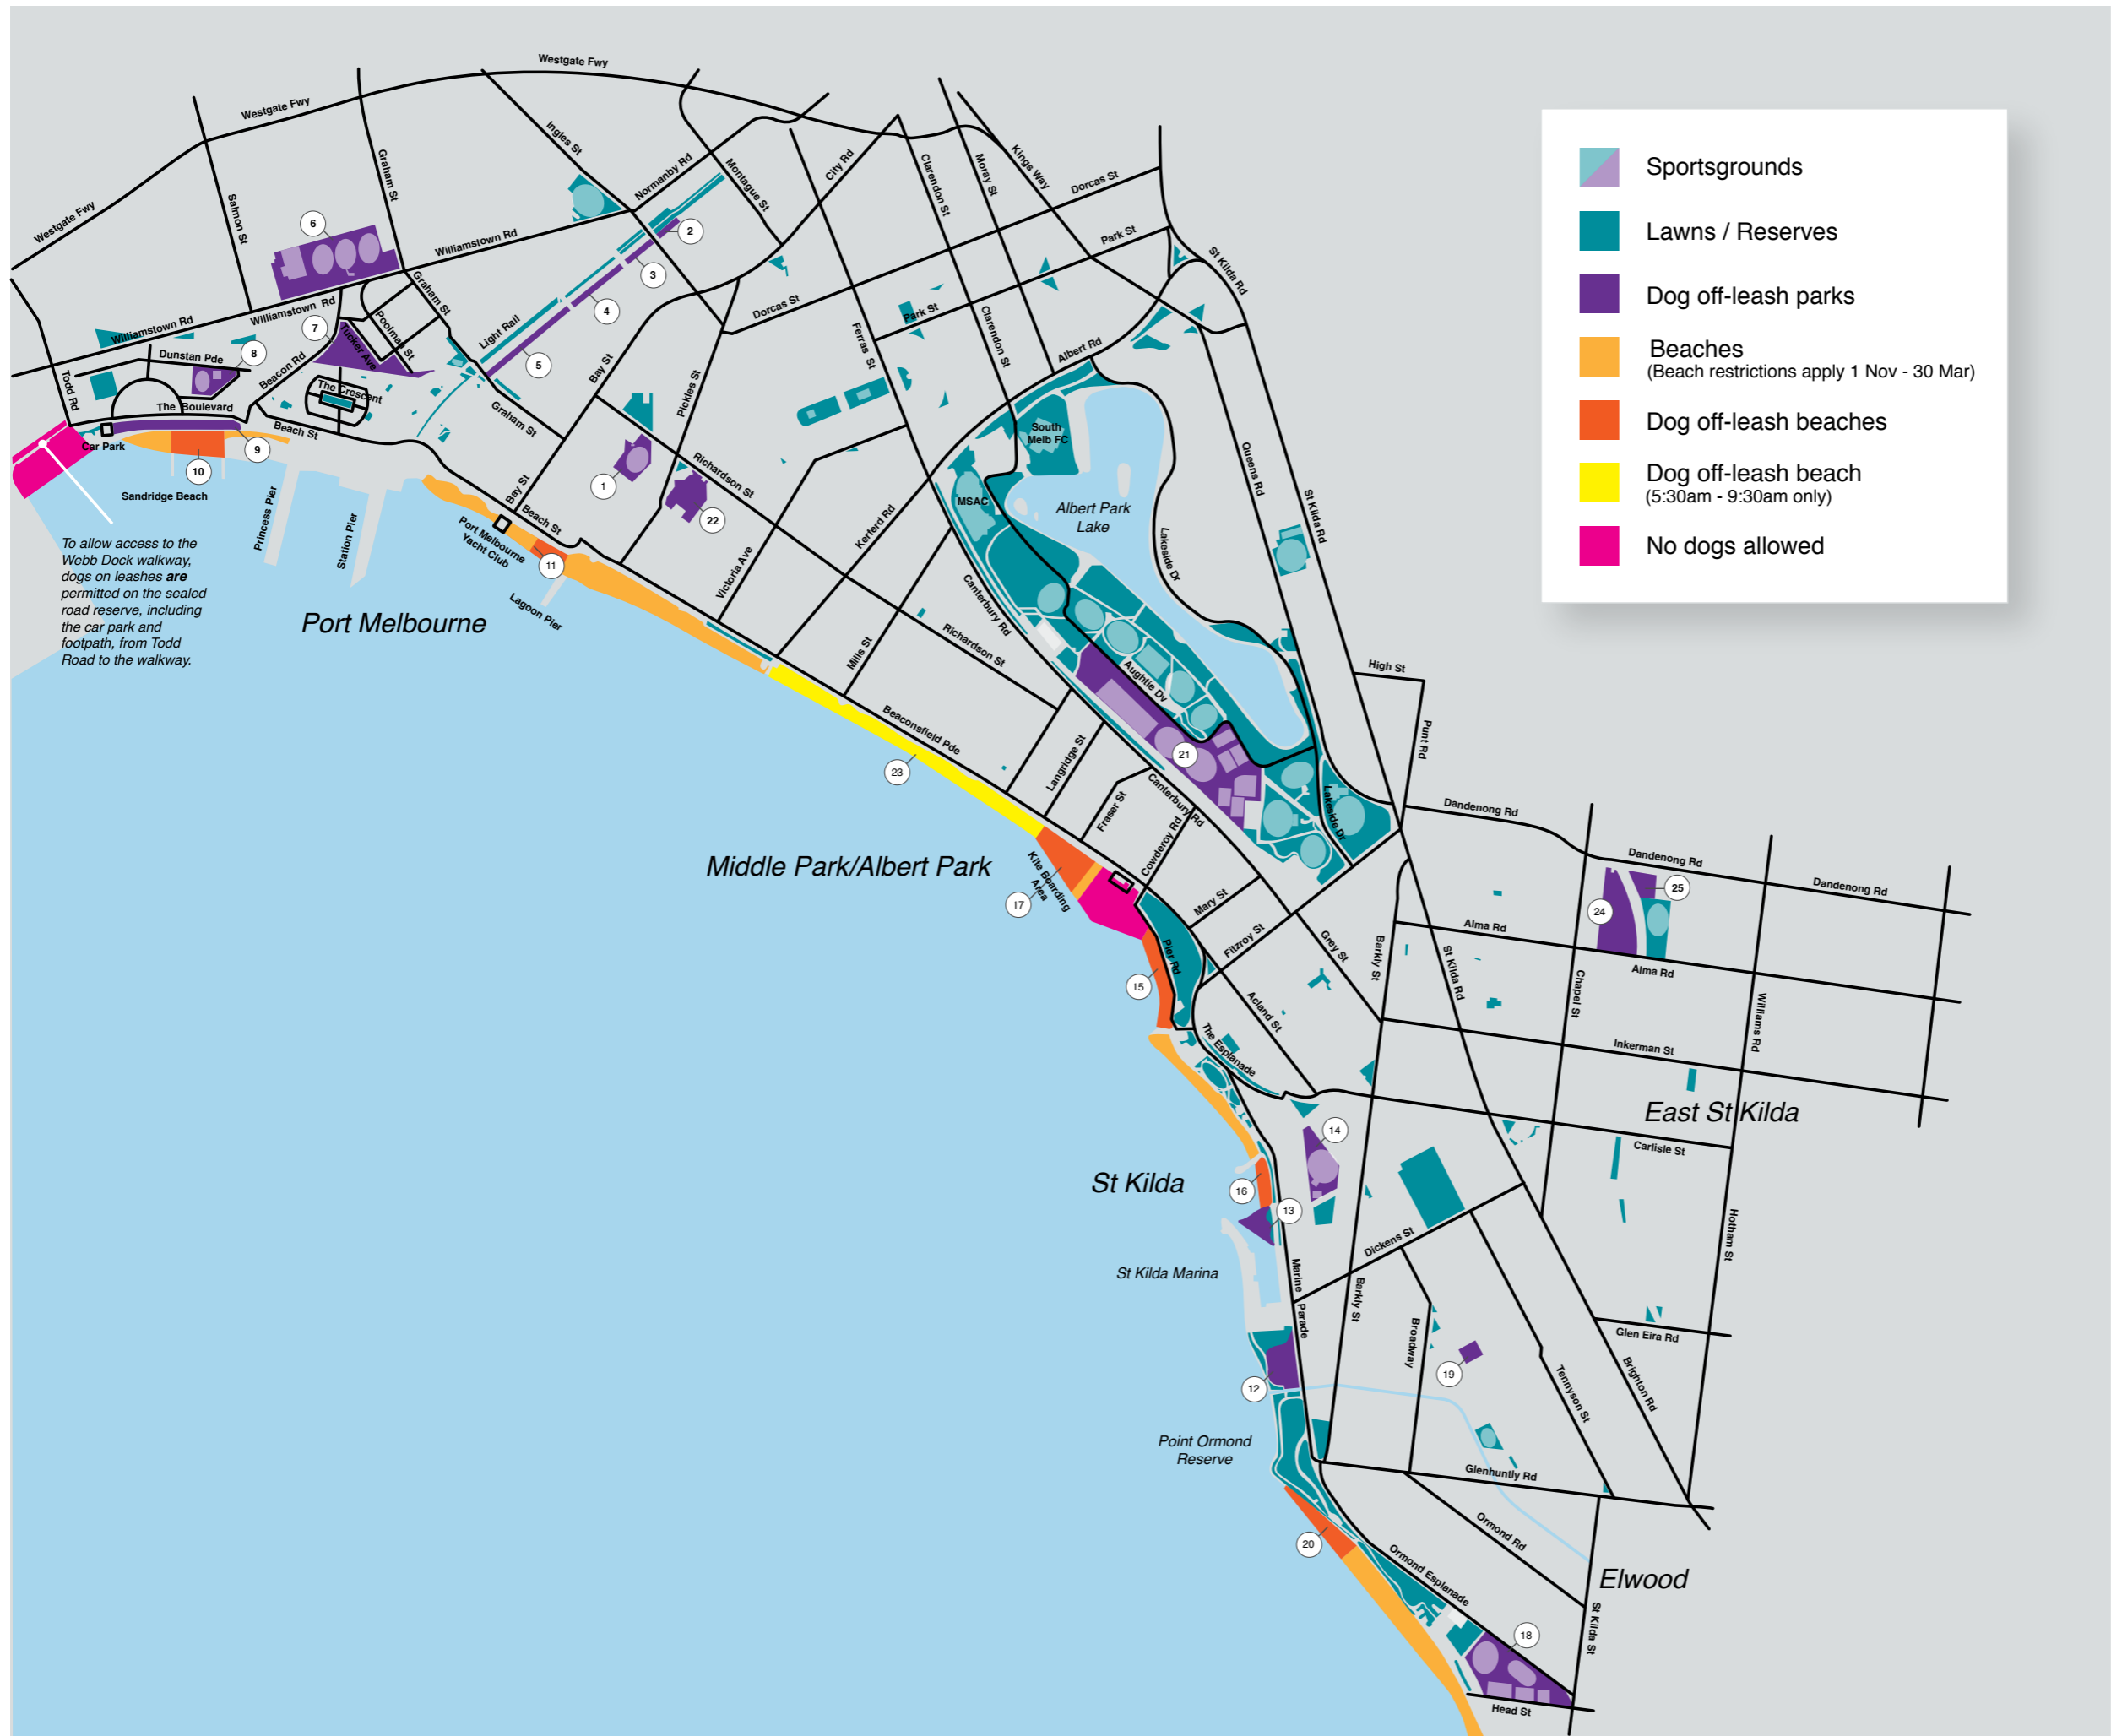 Westgate Fwy
Westgate Fwy
Westgate Fwy
Graham St
Salmon St
Ingles St
Normanby Rd
Montague St
City Rd
Clarendon St
Moray St
Kings Way
Dorcas St
Park St
St Kilda Rd
6
Williamstown Rd
2
3
4
5
Light Rail
Graham St
Poolman St
Williamstown Rd
7
Tucker Ave
Williamstown Rd
Dunstan Pde
8
Beacon Rd
The Crescent
Todd Rd
The Boulevard
Beach St
Car Park
9
10
Sandridge Beach
Princess Pier
Station Pier
Graham St
Bay St
Pickles St
Dorcas St
Ferras St
Park St
Clarendon St
Albert Rd
South
Melb FC
MSAC
Albert Park
Lake
Lakeside Dr
Queens Rd
St Kilda Rd
1
22
Richardson St
Bay St
Beach St
Port Melbourne
Yacht Club
11
Lagoon Pier
Victoria Ave
Kerferd Rd
Canterbury Rd
Richardson St
Mills St
To allow access to the
Webb Dock walkway,
dogs on leashes are
permitted on the sealed
road reserve, including
the car park and
footpath, from Todd
Road to the walkway.
Port Melbourne
Sportsgrounds
Lawns / Reserves
Dog off-leash parks
Beaches
(Beach restrictions apply 1 Nov - 30 Mar)
Dog off-leash beaches
Dog off-leash beach
(5:30am - 9:30am only)
No dogs allowed
Aughtie Dv
21
High St
Punt Rd
Beaconsfield Pde
23
Langridge St
Fraser St
Canterbury Rd
Cowderoy Rd
Lakeside Dr
Middle Park/Albert Park
Kite Boarding
Area
17
Mary St
Fitzroy St
Grey St
Pier Rd
15
Acland St
The Esplanade
Dandenong Rd
Dandenong Rd
Dandenong Rd
25
24
Alma Rd
Alma Rd
Barkly St
St Kilda Rd
Chapel St
Williams Rd
Inkerman St
East St Kilda
Carlisle St
14
St Kilda
16
13
St Kilda Marina
Marine
Parade
Dickens St
Barkly St
Broadway
Hotham St
Glen Eira Rd
19
12
Tennyson St
Brighton Rd
Point Ormond
Reserve
Glenhuntly Rd
Ormond Rd
20
Ormond Esplanade
Elwood
St Kilda St
18
Head St